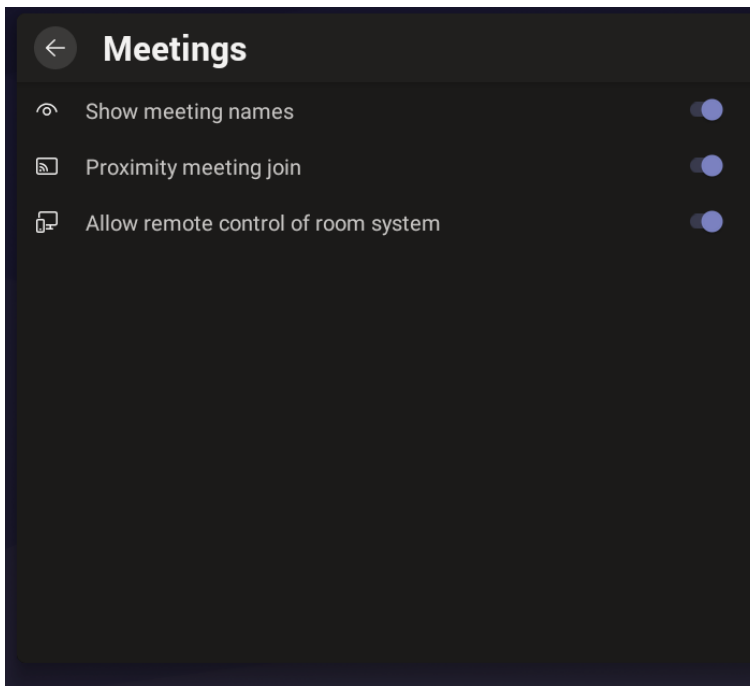 Meetings
Show meeting names
Proximity meeting join
Allow remote control of room system